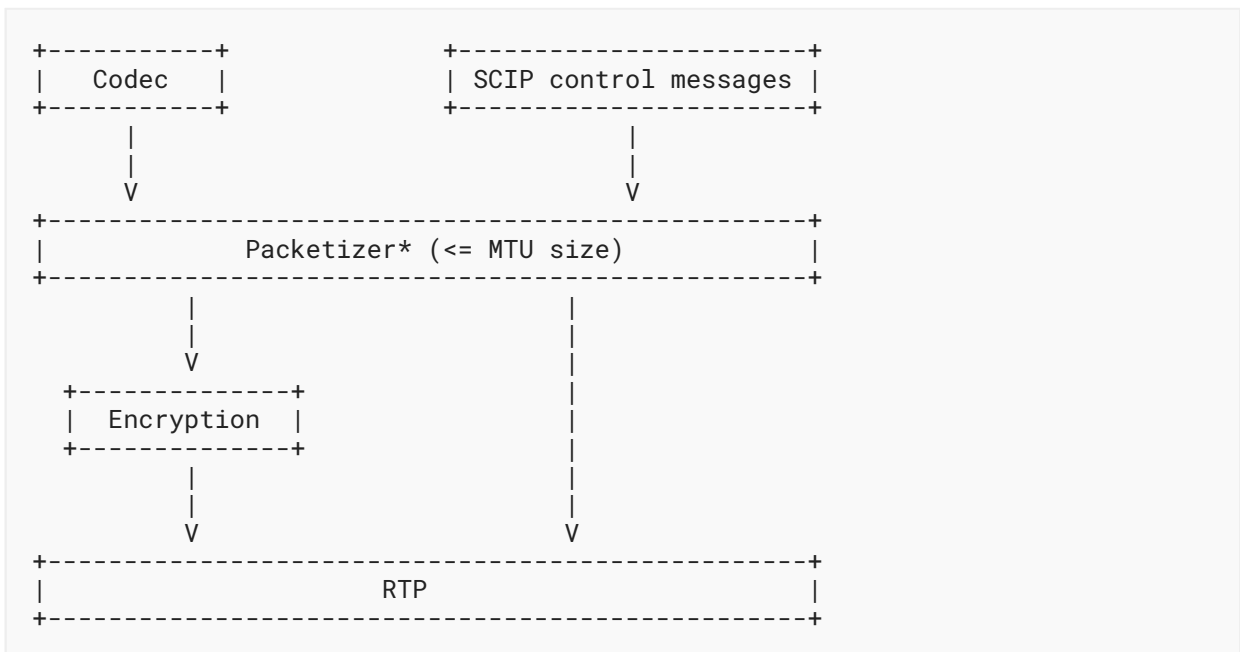 +-----------+              +-----------------------+
|   Codec   |              | SCIP control messages |
+-----------+              +-----------------------+
      |                                |
      |                                |
      V                                V
+--------------------------------------------------+
|             Packetizer* (<= MTU size)            |
+--------------------------------------------------+
          |                        |
          |                        |
          V                        |
  +--------------+                 |
  |  Encryption  |                 |
  +--------------+                 |
          |                        |
          |                        |
          V                        V
+--------------------------------------------------+
|                      RTP                         |
+--------------------------------------------------+